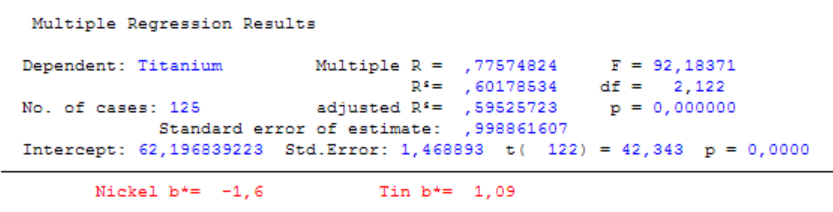 Multiple Regression Results
Dependent: Titanium Multiple R = ,77574824 F = 92,18371
R²= ,60178534 df = 2,122
No. of cases: 125 adjusted R²= ,59525723 p = 0,000000
Standard error of estimate: ,998861607
Intercept: 62,196839223 Std.Error: 1,468893 t( 122) = 42,343 p = 0,0000
Nickel b*= -1,6 Tin b*= 1,09